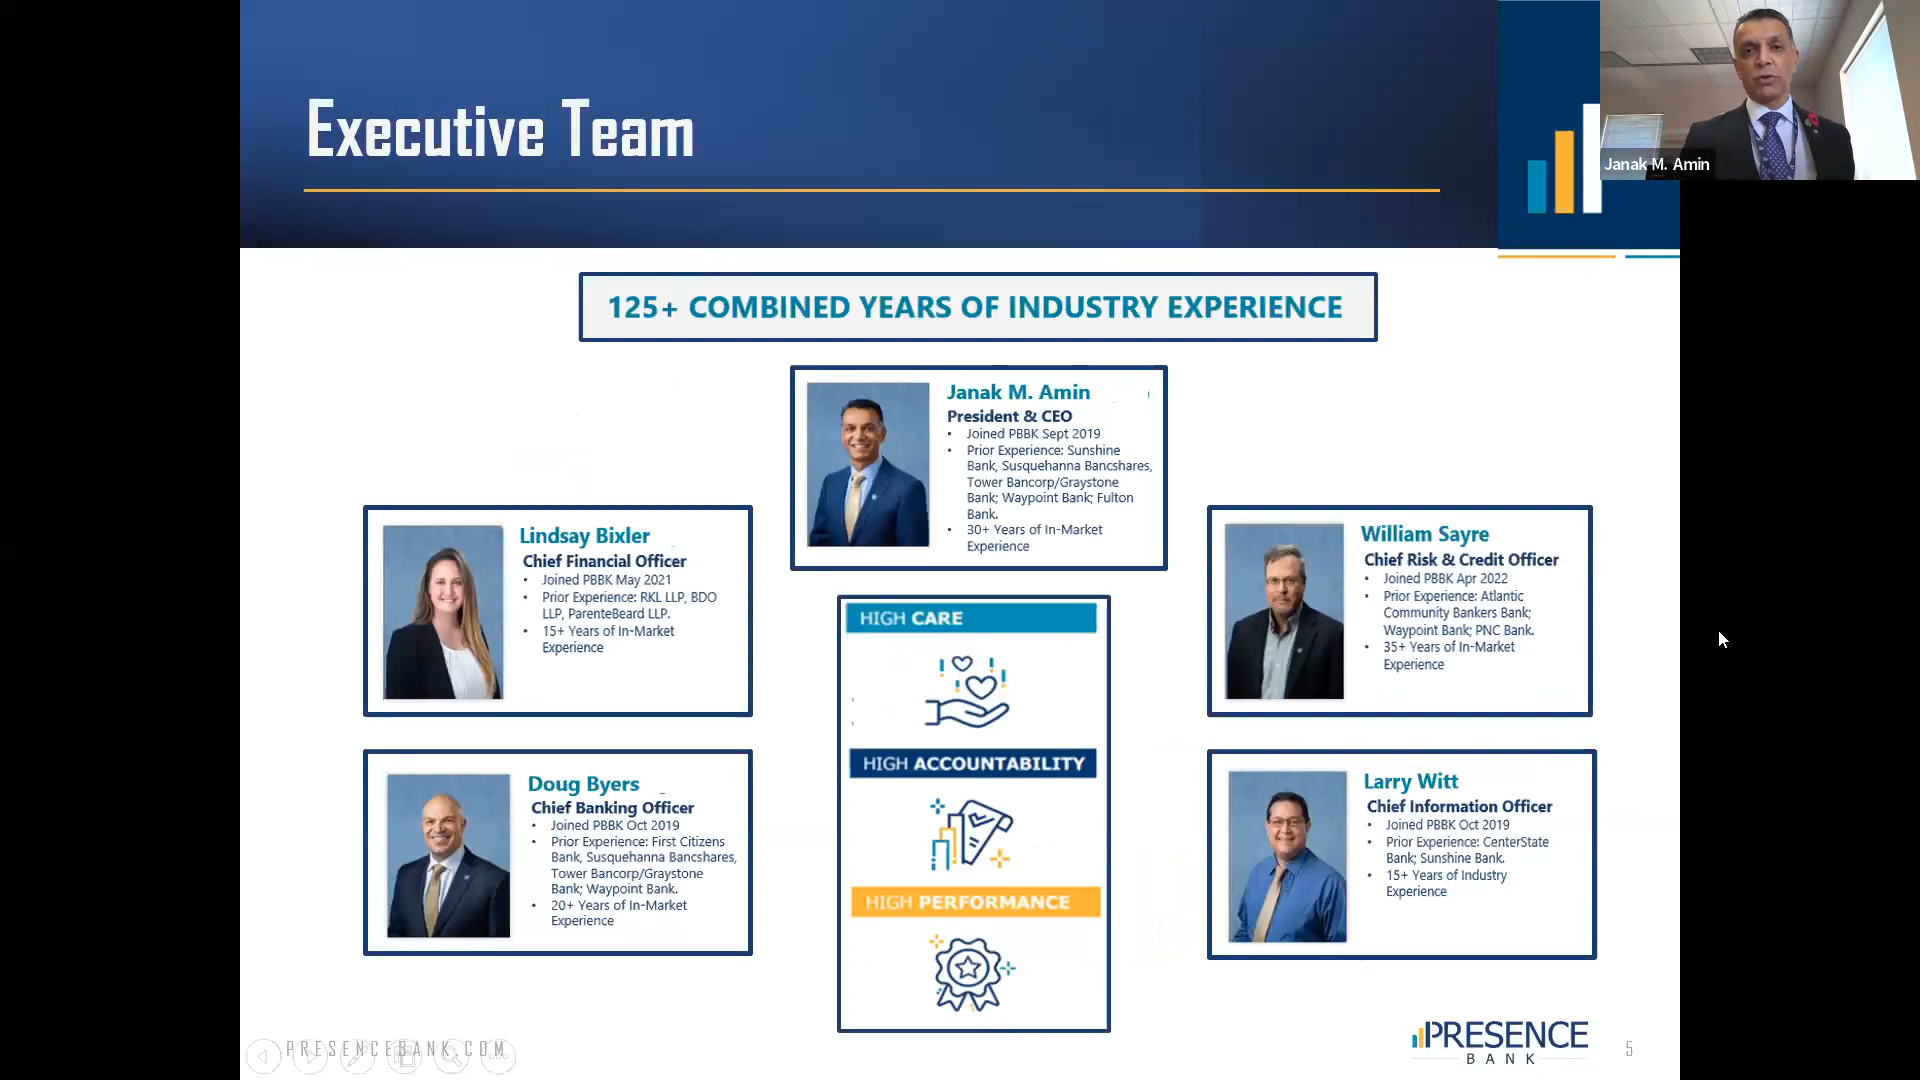 Executive Team
Janak M. Amin
125+ COMBINED YEARS OF INDUSTRY EXPERIENCE
Janak M. Amin
President & CEO
• Joined PBBK Sept 2019
• Prior Experience: Sunshine
Bank, Susquehanna Bancshares,
Tower Bancorp/Graystone
Bank; Waypoint Bank; Fulton
Bank.
• 30+ Years of In-Market
Experience
Lindsay Bixler
Chief Financial Officer
• Joined PBBK May 2021
• Prior Experience: RKL LLP, BDO
LLP, ParenteBeard LLP.
• 15+ Years of In-Market
Experience
William Sayre
Chief Risk & Credit Officer
• Joined PBBK Apr 2022
• Prior Experience: Atlantic
Community Bankers Bank;
Waypoint Bank; PNC Bank.
• 35+ Years of In-Market
Experience
HIGH CARE
HIGH ACCOUNTABILITY
HIGH PERFORMANCE
Doug Byers
Chief Banking Officer
• Joined PBBK Oct 2019
• Prior Experience: First Citizens
Bank, Susquehanna Bancshares,
Tower Bancorp/Graystone
Bank; Waypoint Bank.
• 20+ Years of In-Market
Experience
Larry Witt
Chief Information Officer
• Joined PBBK Oct 2019
• Prior Experience: CenterState
Bank; Sunshine Bank.
• 15+ Years of Industry
Experience
PRESENCEBANK.COM
PRESENCE
BANK
5